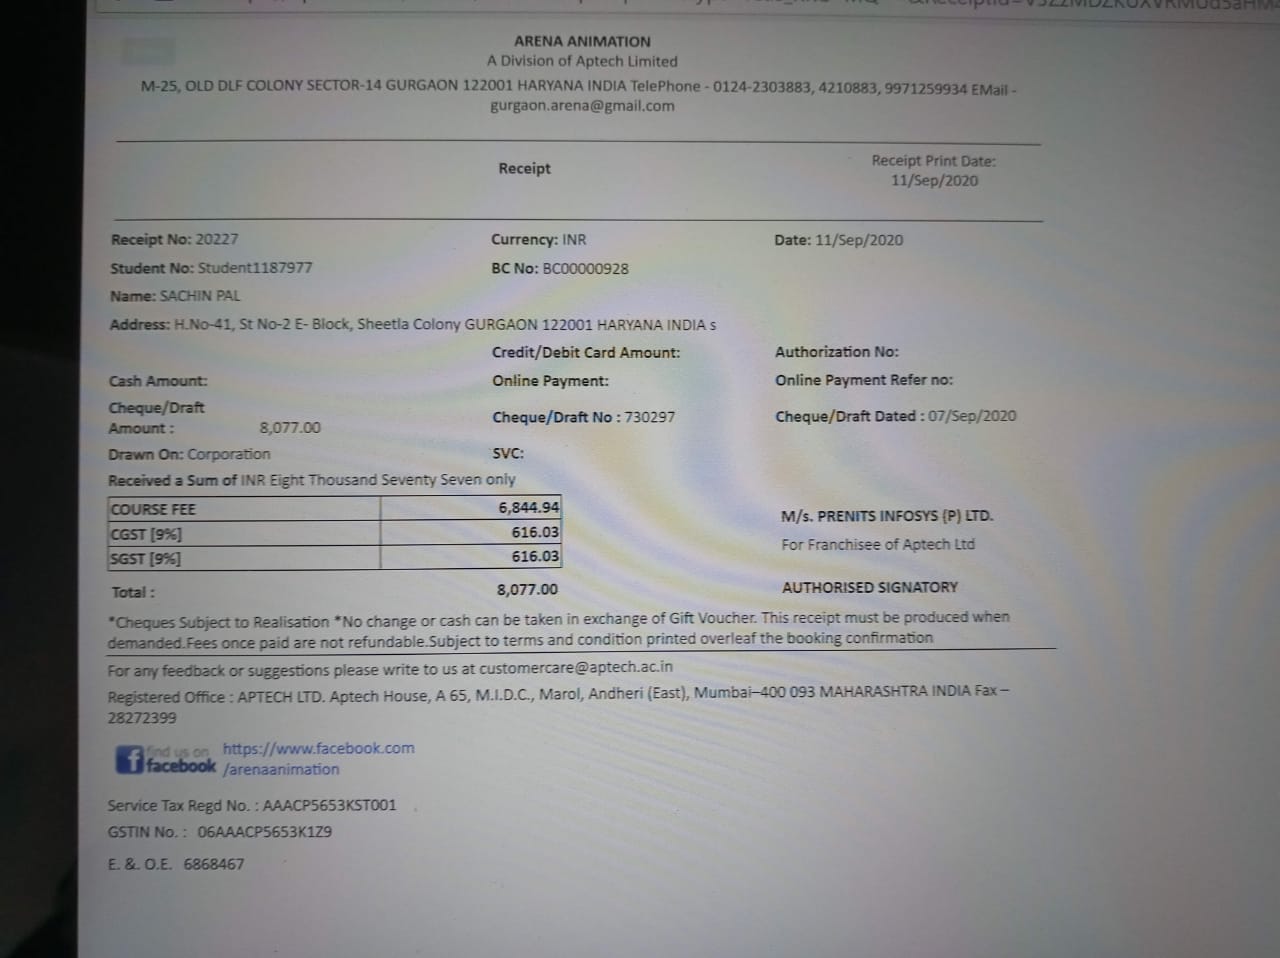 ARENA ANIMATION
A Division of Aptech Limited
M-25, OLD DLF COLONY SECTOR-14 GURGAON 122001 HARYANA INDIA TelePhone - 0124-2303883, 4210883, 9971259934 EMail -
gurgaon.arena@gmail.com
Receipt
Receipt Print Date:
11/Sep/2020
Receipt No: 20227 Currency: INR Date: 11/Sep/2020
Student No: Student1187977 BC No: BC00000928
Name: SACHIN PAL
Address: H.No-41, St No-2 E- Block, Sheetla Colony GURGAON 122001 HARYANA INDIA s
Credit/Debit Card Amount: Authorization No:
Cash Amount: Online Payment: Online Payment Refer no:
Cheque/Draft
Amount : 8,077.00 Cheque/Draft No : 730297 Cheque/Draft Dated : 07/Sep/2020
Drawn On: Corporation SVC:
Received a Sum of INR Eight Thousand Seventy Seven only
COURSE FEE 6,844.94
CGST [9%] 616.03
SGST [9%] 616.03
Total : 8,077.00
M/s. PRENITS INFOSYS (P) LTD.
For Franchisee of Aptech Ltd
AUTHORISED SIGNATORY
*Cheques Subject to Realisation *No change or cash can be taken in exchange of Gift Voucher. This receipt must be produced when
demanded.Fees once paid are not refundable.Subject to terms and condition printed overleaf the booking confirmation
For any feedback or suggestions please write to us at customercare@aptech.ac.in
Registered Office : APTECH LTD. Aptech House, A 65, M.I.D.C., Marol, Andheri (East), Mumbai–400 093 MAHARASHTRA INDIA Fax –
28272399
find us on
facebook
https://www.facebook.com
/arenaanimation
Service Tax Regd No. : AAACP5653KST001
GSTIN No. : 06AAACP5653K1Z9
E. &. O.E. 6868467